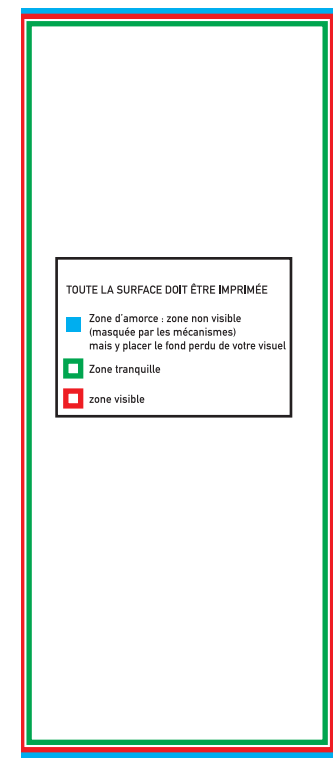 TOUTE LA SURFACE DOIT ÊTRE IMPRIMÉE
Zone d'amorce : zone non visible
(masquée par les mécanismes)
mais y placer le fond perdu de votre visuel
Zone tranquille
zone visible